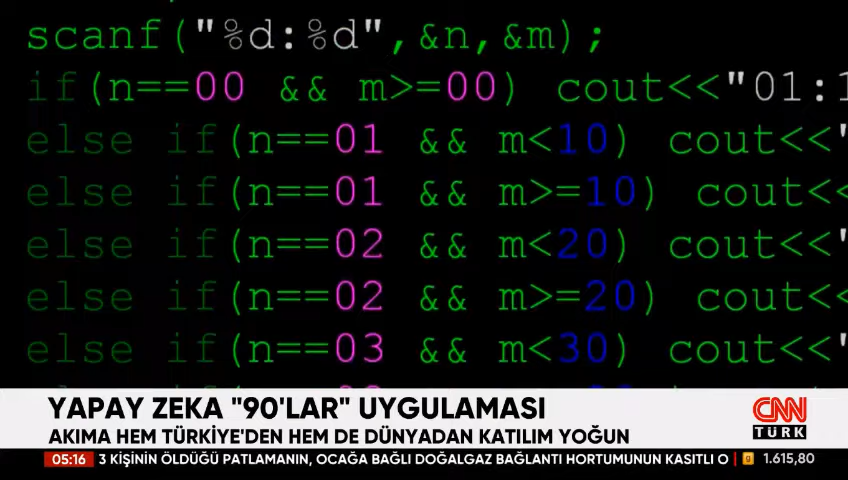 scanf("%d:%d",&n,&m);
if(n==00 && m>=00) cout<<"01:1
else if(n==01 && m<10) cout<<"
else if(n==01 && m>=10) cout<<
else if(n==02 && m<20) cout<<"
else if(n==02 && m>=20) cout<<
else if(n==03 && m<30) cout<<"
YAPAY ZEKA "90'LAR" UYGULAMASI
AKIMA HEM TÜRKİYE'DEN HEM DE DÜNYADAN KATILIM YOĞUN
CNN
TÜRK
05:16 3 KİŞİNİN ÖLDÜĞÜ PATLAMANIN, OCAĞA BAĞLI DOĞALGAZ BAĞLANTI HORTUMUNUN KASITLI O g 1.615,80